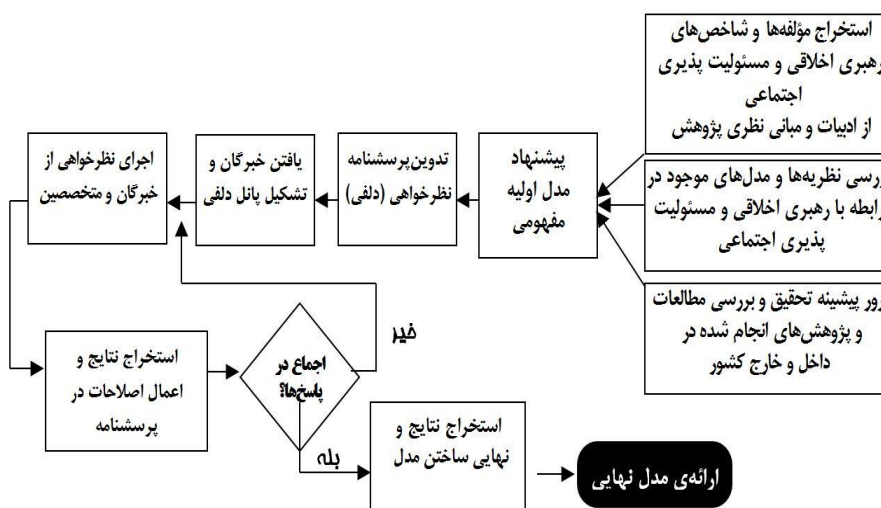 استخراج مؤلفه‌ها و شاخص‌های
رهبری اخلاقی و مسئولیت پذیری
اجتماعی
از ادبیات و مبانی نظری پژوهش
بررسی نظریه‌ها و مدل‌های موجود در
رابطه با رهبری اخلاقی و مسئولیت
پذیری اجتماعی
مرور پیشینه تحقیق و بررسی مطالعات
و پژوهش‌های انجام شده در
داخل و خارج کشور
پیشنهاد
مدل اولیه
مفهومی
تدوین پرسشنامه
نظرخواهی (دلفی)
یافتن خبرگان و
تشکیل پانل دلفی
اجرای نظرخواهی از
خبرگان و متخصصین
استخراج نتایج و
اعمال اصلاحات در
پرسشنامه
اجماع در
پاسخ‌ها؟
خیر
بله
استخراج نتایج و
نهایی ساختن مدل
ارائه‌ی مدل نهایی